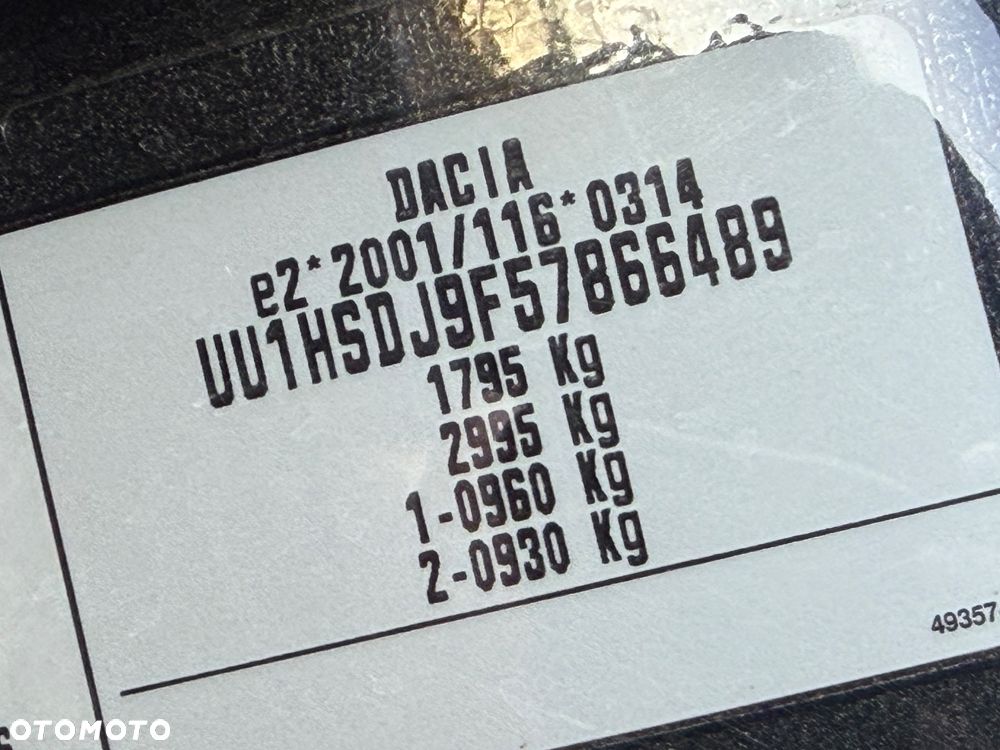 DACIA
e2*2001/116*0314
UU1HSDJ9F57866489
1795 Kg
2995 Kg
1-0960 Kg
2-0930 Kg
49357
OTOMOTO